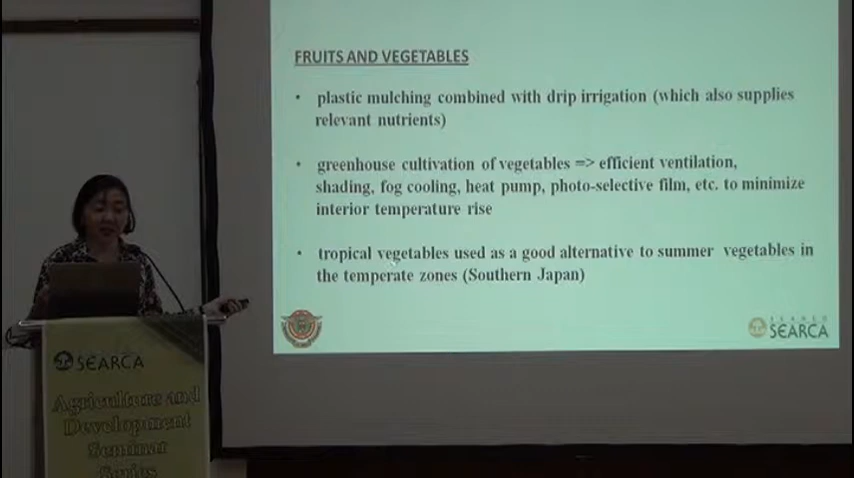 FRUITS AND VEGETABLES
• plastic mulching combined with drip irrigation (which also supplies
relevant nutrients)
• greenhouse cultivation of vegetables => efficient ventilation,
shading, fog cooling, heat pump, photo-selective film, etc. to minimize
interior temperature rise
• tropical vegetables used as a good alternative to summer vegetables in
the temperate zones (Southern Japan)
SEARCA
SEARCA
Agriculture and
Development
Seminar
Series